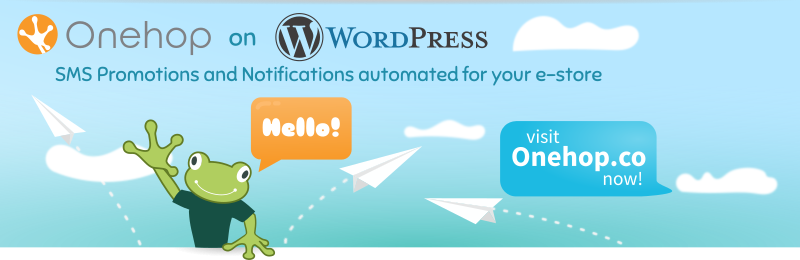 Onehop on WORDPRESS
SMS Promotions and Notifications automated for your e-store
Hello!
visit
Onehop.co
now!